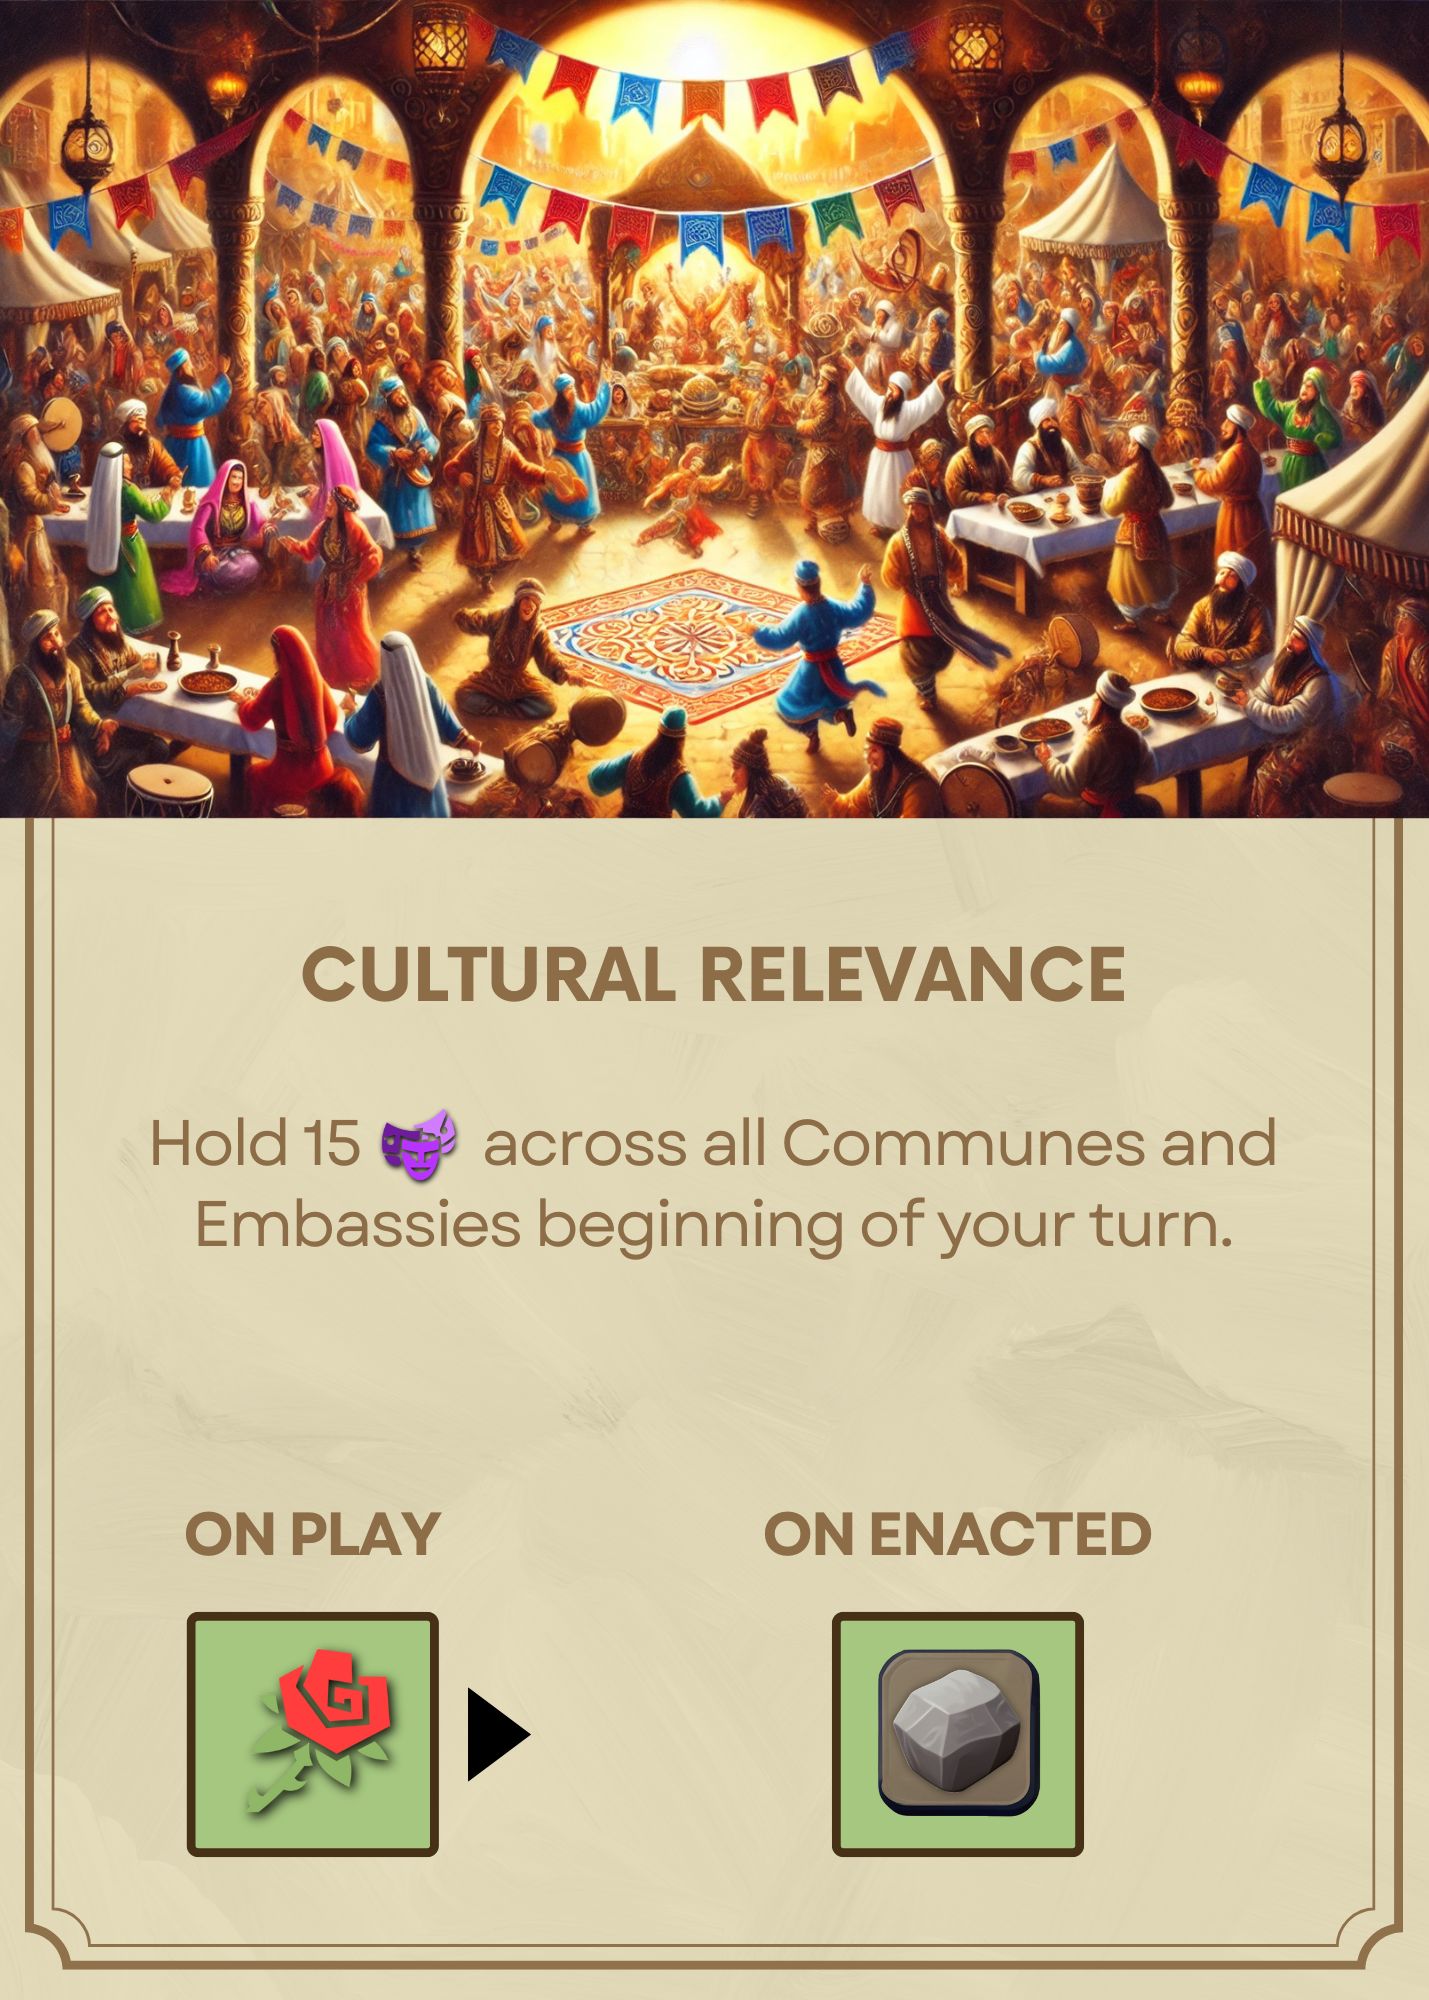 CULTURAL RELEVANCE
Hold 15 across all Communes and
Embassies beginning of your turn.
ON PLAY
ON ENACTED